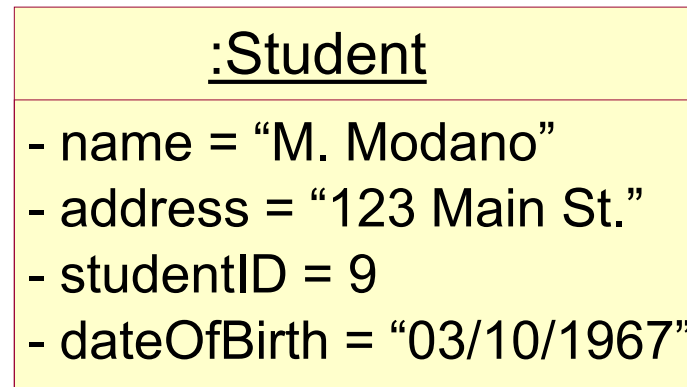 :Student
- name = “M. Modano”
- address = “123 Main St.”
- studentID = 9
- dateOfBirth = “03/10/1967”